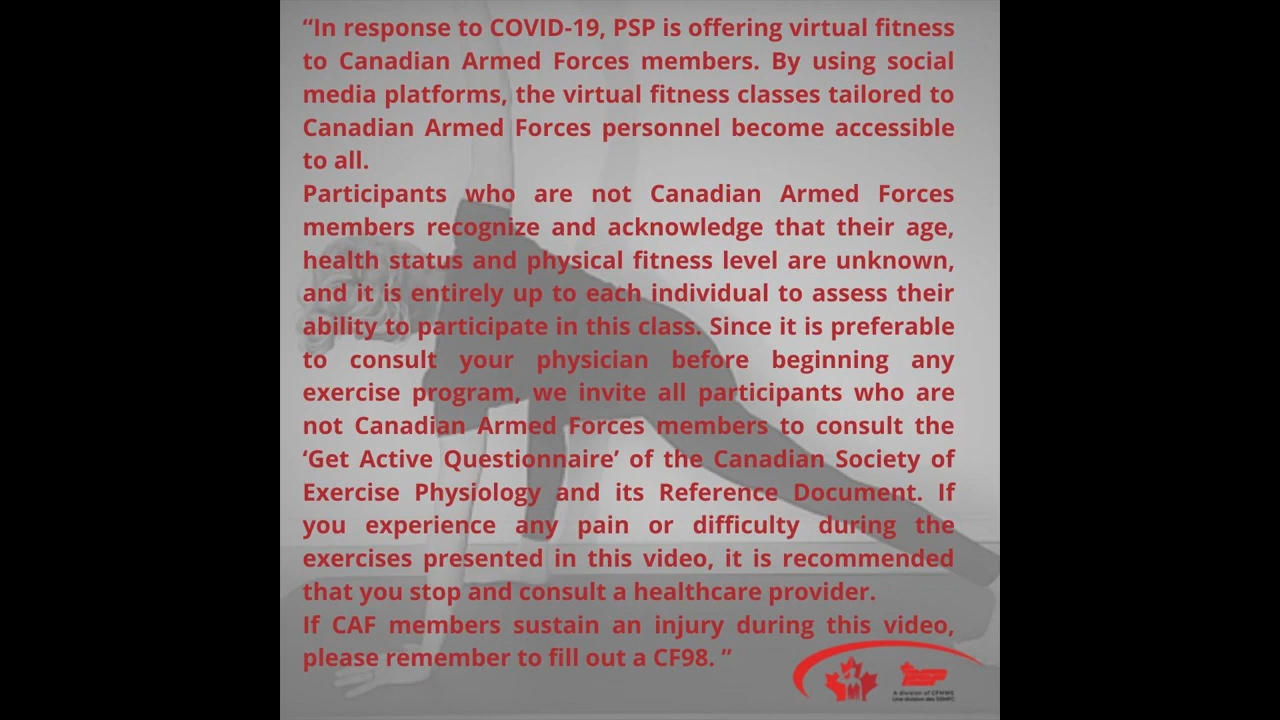 “In response to COVID-19, PSP is offering virtual fitness
to Canadian Armed Forces members. By using social
media platforms, the virtual fitness classes tailored to
Canadian Armed Forces personnel become accessible
to all.
Participants who are not Canadian Armed Forces
members recognize and acknowledge that their age,
health status and physical fitness level are unknown,
and it is entirely up to each individual to assess their
ability to participate in this class. Since it is preferable
to consult your physician before beginning any
exercise program, we invite all participants who are
not Canadian Armed Forces members to consult the
‘Get Active Questionnaire’ of the Canadian Society of
Exercise Physiology and its Reference Document. If
you experience any pain or difficulty during the
exercises presented in this video, it is recommended
that you stop and consult a healthcare provider.
If CAF members sustain an injury during this video,
please remember to fill out a CF98. ”
PSP
A division of CFMWS
Une division des SBMFC